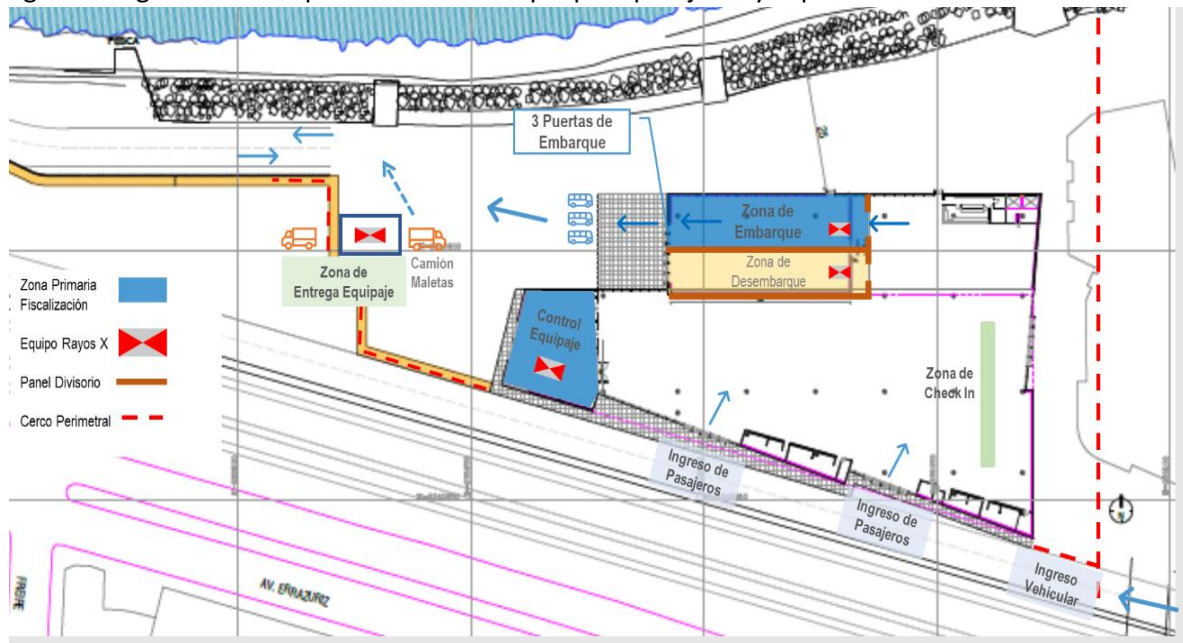 3 Puertas de
Embarque
Zona de
Embarque
Zona de
Desembarque
Camión
Maletas
Zona de
Entrega Equipaje
Zona Primaria
Fiscalización
Equipo Rayos X
Panel Divisorio
Cerco Perimetral
Control
Equipaje
Zona de
Check In
Ingreso de
Pasajeros
Ingreso de
Pasajeros
Ingreso
Vehicular
AV. ERRAZURIZ
FREIRE